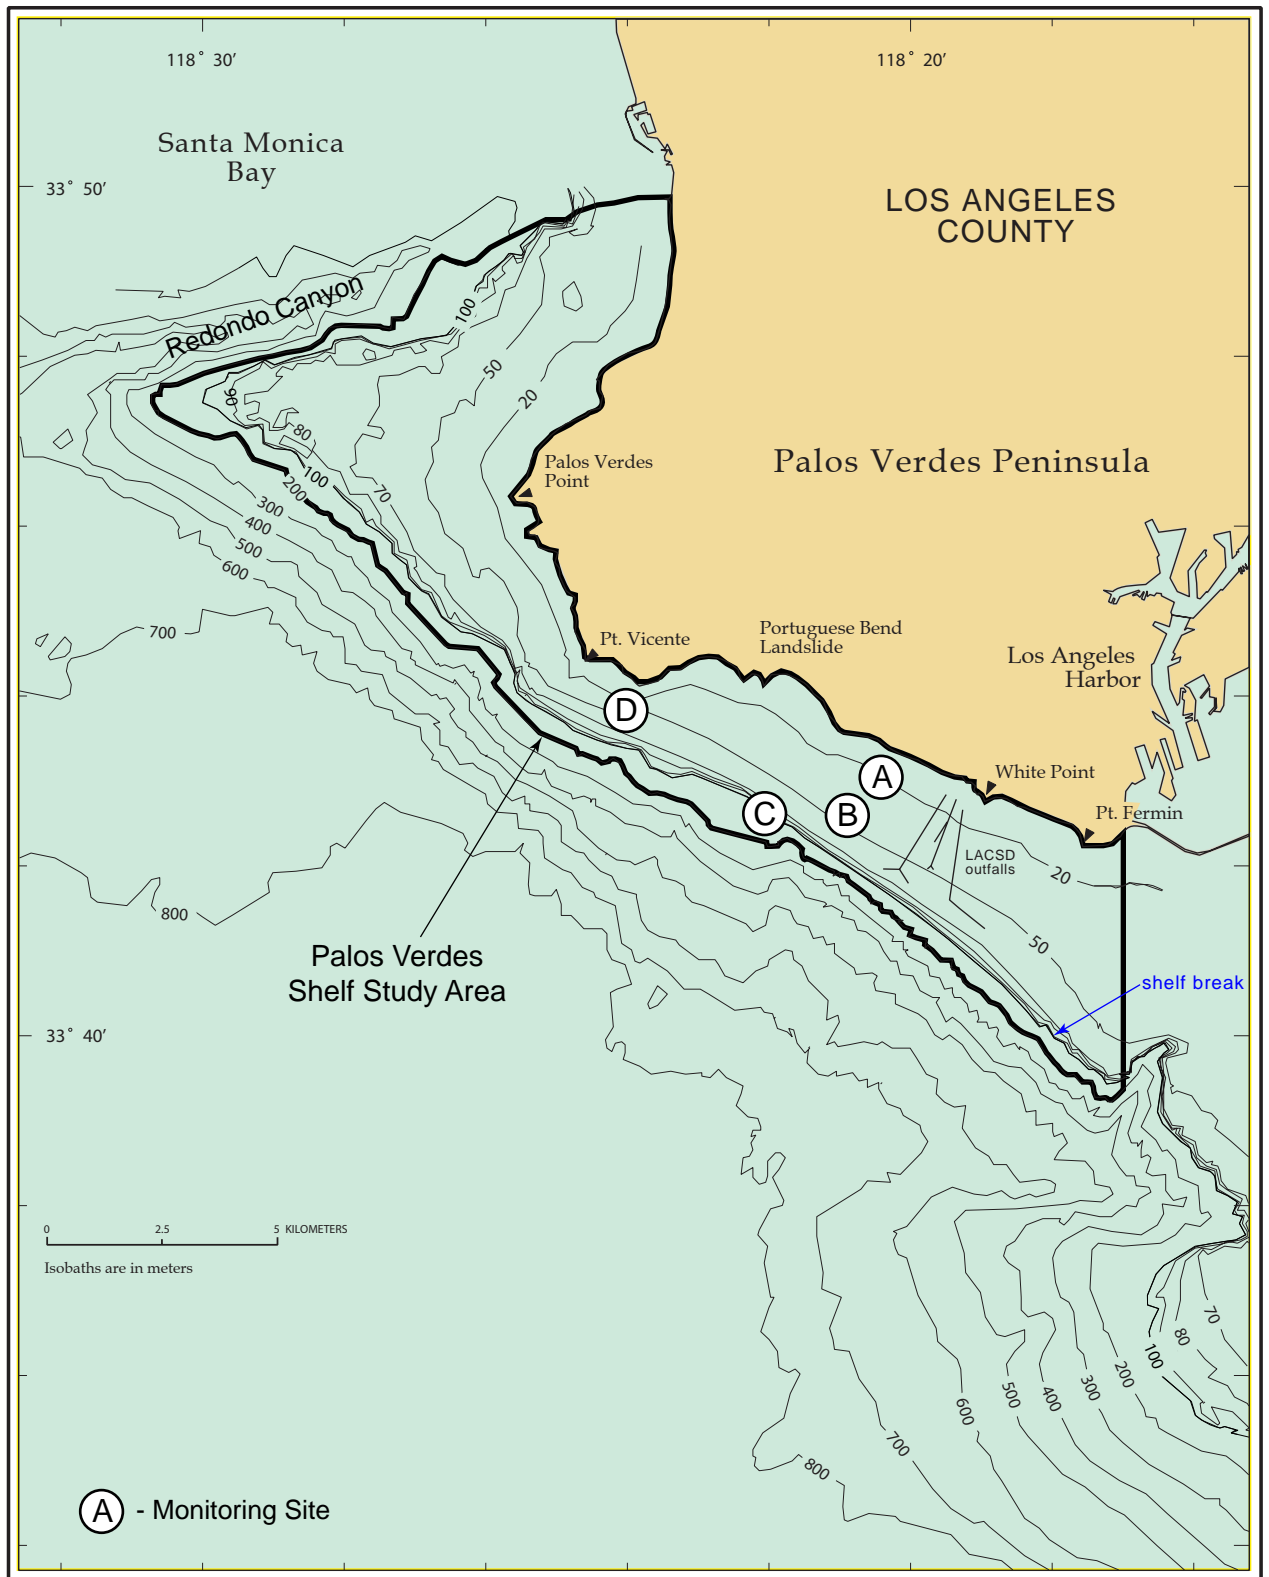 118° 30′
118° 20′
Santa Monica
Bay
33° 50′
LOS ANGELES
COUNTY
Redondo Canyon
100
50
20
90
80
Palos Verdes
Point
Palos Verdes Peninsula
100
200
70
300
400
500
600
700
Pt. Vicente
Portuguese Bend
Landslide
Los Angeles
Harbor
D
A
White Point
C
B
Pt. Fermin
LACSD
outfalls
20
800
50
Palos Verdes
Shelf Study Area
shelf break
33° 40′
0 2.5 5 KILOMETERS
Isobaths are in meters
70
80
100
200
300
400
500
600
700
800
A - Monitoring Site